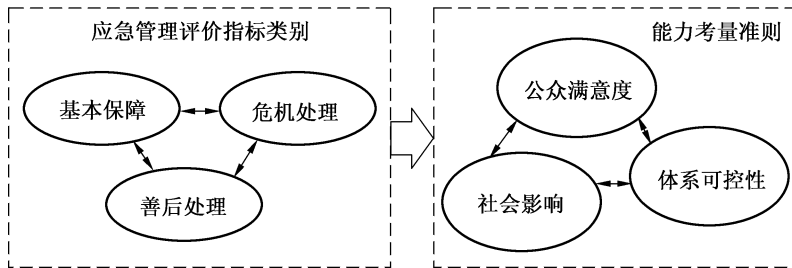 应急管理评价指标类别
基本保障
危机处理
善后处理
能力考量准则
公众满意度
社会影响
体系可控性